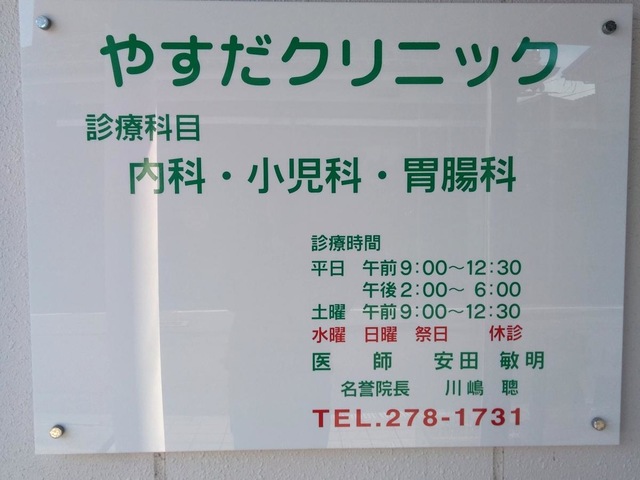 やすだクリニック
診療科目
内科・小児科・胃腸科
診療時間
平日 午前9:00～12:30
午後2:00～ 6:00
土曜 午前9:00～12:30
水曜 日曜 祭日 休診
医 師 安田 敏明
名誉院長 川嶋 聰
TEL.278-1731